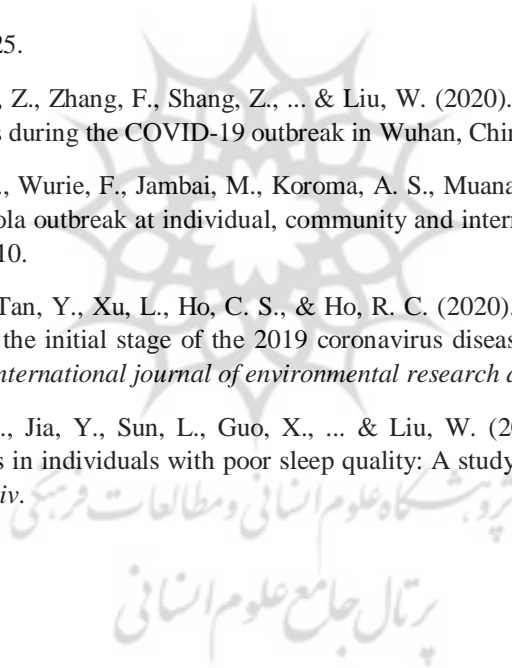 25.
, Z., Zhang, F., Shang, Z., ... & Liu, W. (2020).
s during the COVID-19 outbreak in Wuhan, Chin
., Wurie, F., Jambai, M., Koroma, A. S., Muana
ola outbreak at individual, community and intern
10.
Tan, Y., Xu, L., Ho, C. S., & Ho, R. C. (2020).
the initial stage of the 2019 coronavirus diseas
nternational journal of environmental research a
., Jia, Y., Sun, L., Guo, X., ... & Liu, W. (20
s in individuals with poor sleep quality: A study
iv.
پژوهشگاه علوم انسانی و مطالعات فرهنگی
پرتال جامع علوم انسانی